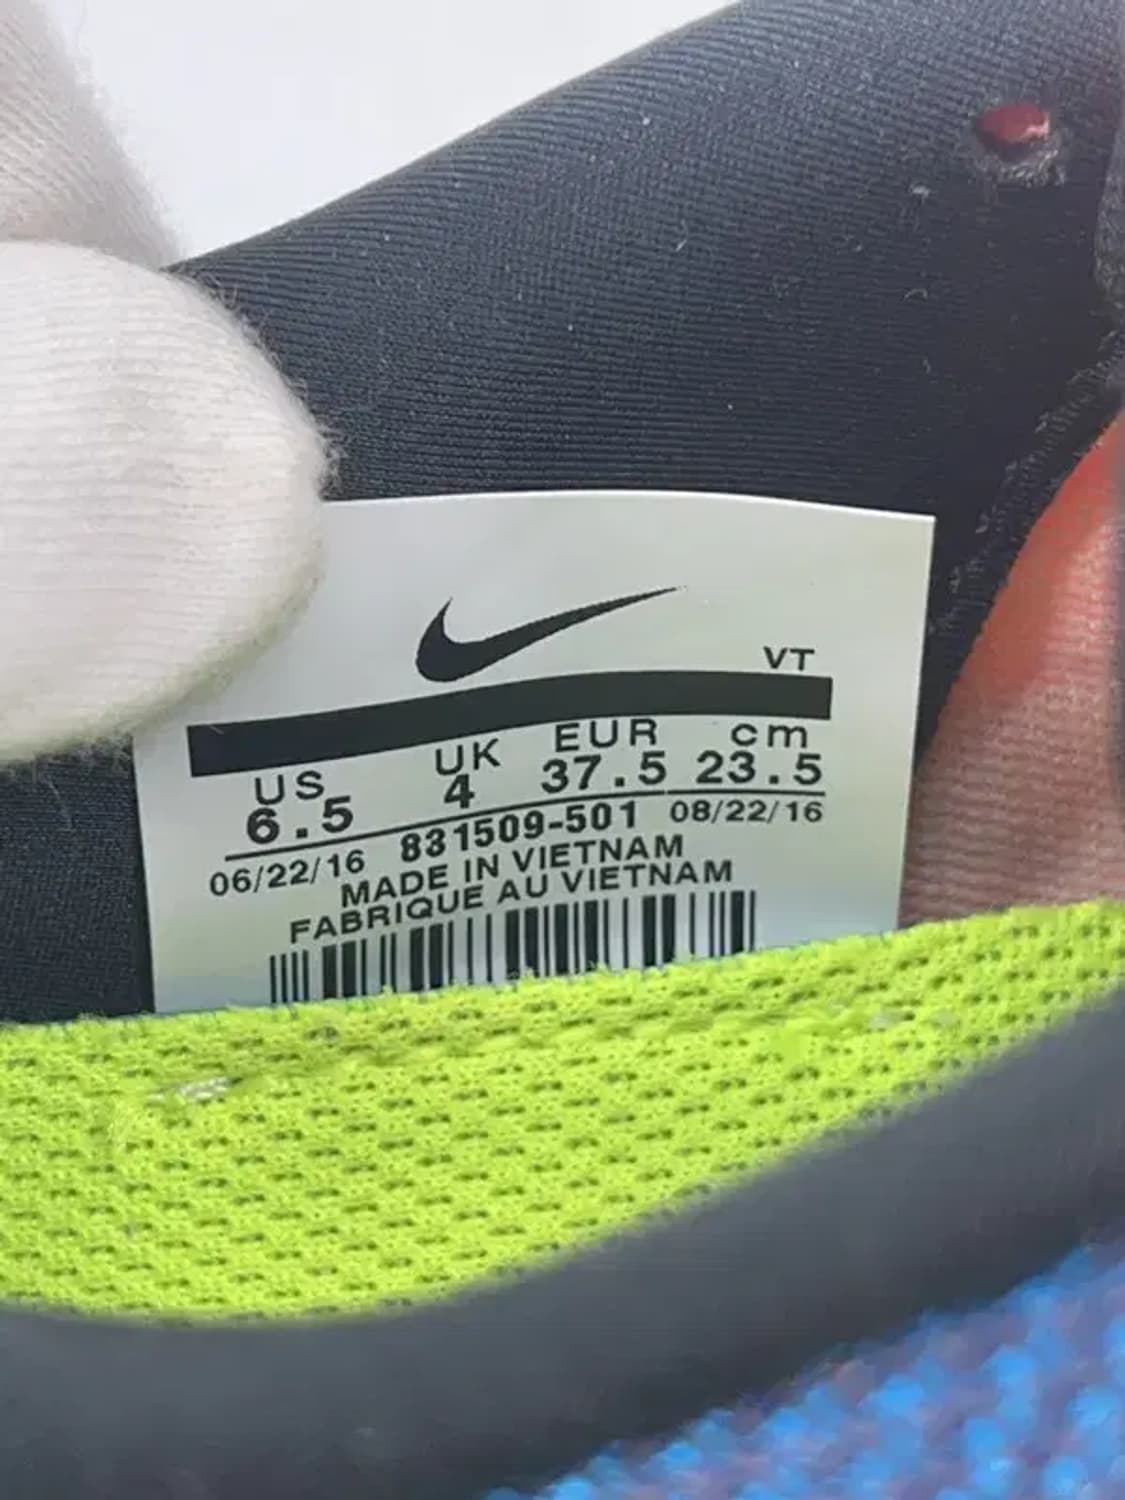 VT
US UK EUR cm
6.5 4 37.5 23.5
06/22/16 831509-501 08/22/16
MADE IN VIETNAM
FABRIQUE AU VIETNAM